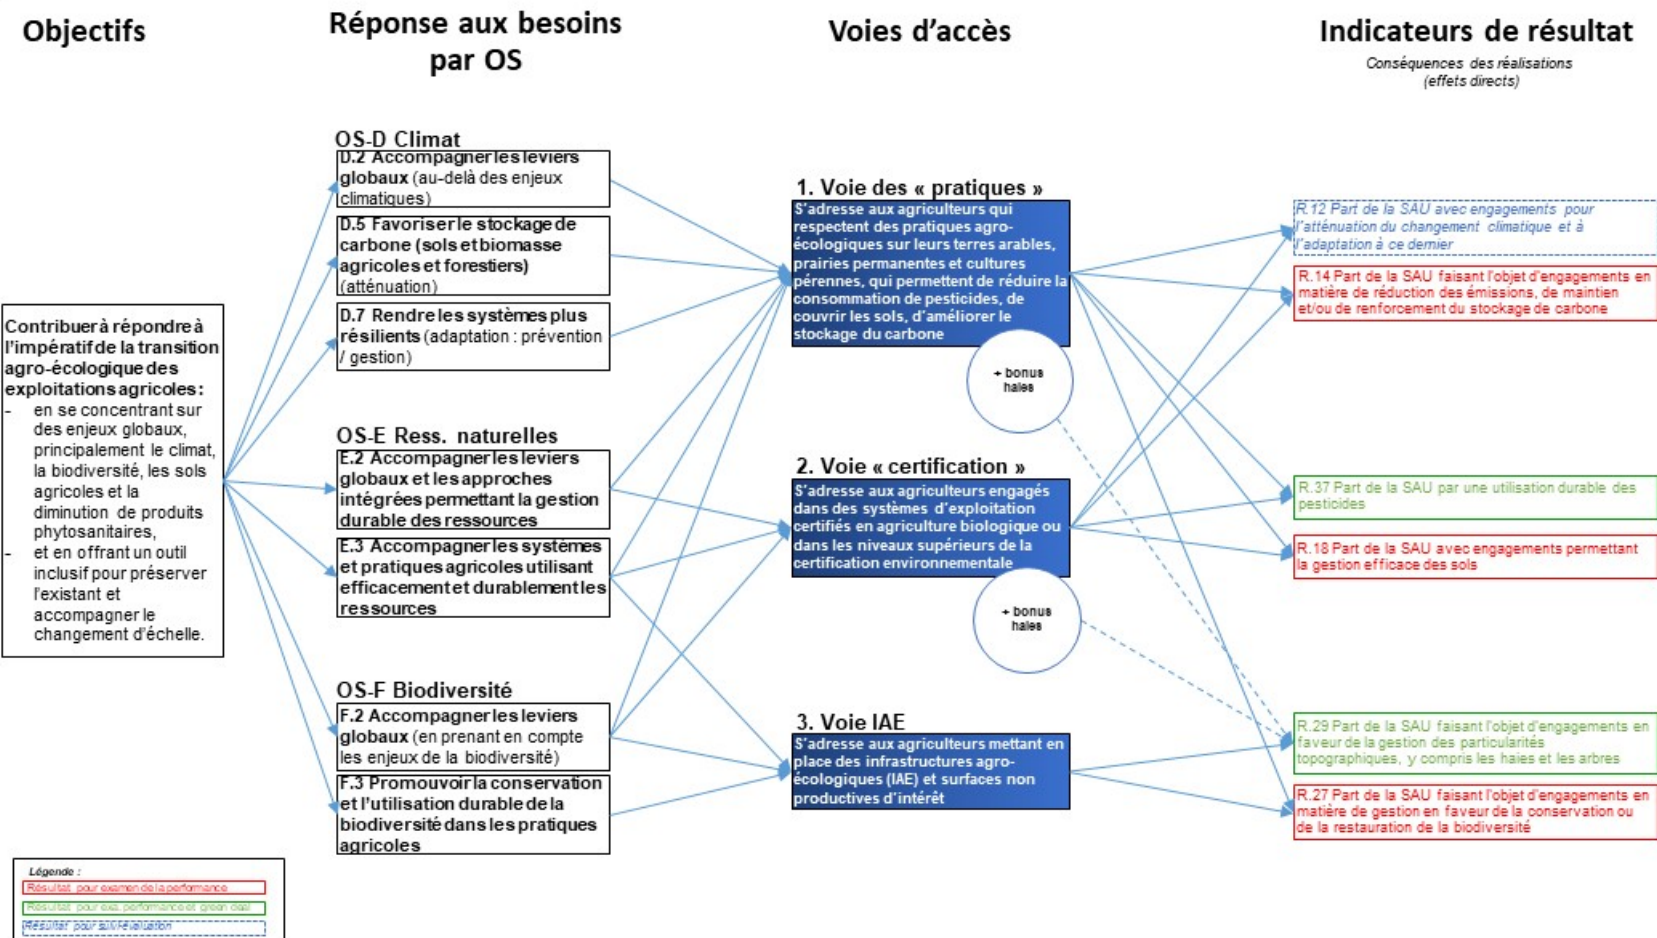 Objectifs
Réponse aux besoins
par OS
Voies d’accès
Indicateurs de résultat
Conséquences des réalisations
(effets directs)
Contribuer à répondre à
l’impératif de la transition
agro-écologique des
exploitations agricoles :
- en se concentrant sur
des enjeux globaux,
principalement le climat,
la biodiversité, les sols
agricoles et la
diminution de produits
phytosanitaires,
- et en offrant un outil
inclusif pour préserver
l’existant et
accompagner le
changement d’échelle.
OS-D Climat
D.2 Accompagner les leviers
globaux (au-delà des enjeux
climatiques)
D.5 Favoriser le stockage de
carbone (sols et biomasse
agricoles et forestiers)
(atténuation)
D.7 Rendre les systèmes plus
résilients (adaptation : prévention
/ gestion)
OS-E Ress. naturelles
E.2 Accompagner les leviers
globaux et les approches
intégrées permettant la gestion
durable des ressources
E.3 Accompagner les systèmes
et pratiques agricoles utilisant
efficacement et durablement les
ressources
OS-F Biodiversité
F.2 Accompagner les leviers
globaux (en prenant en compte
les enjeux de la biodiversité)
F.3 Promouvoir la conservation
et l’utilisation durable de la
biodiversité dans les pratiques
agricoles
1. Voie des « pratiques »
S’adresse aux agriculteurs qui
respectent des pratiques agro-
écologiques sur leurs terres arables,
prairies permanentes et cultures
pérennes, qui permettent de réduire la
consommation de pesticides, de
couvrir les sols, d’améliorer le
stockage du carbone
+ bonus
haies
2. Voie « certification »
S’adresse aux agriculteurs engagés
dans des systèmes d’exploitation
certifiés en agriculture biologique ou
dans les niveaux supérieurs de la
certification environnementale
+ bonus
haies
3. Voie IAE
S’adresse aux agriculteurs mettant en
place des infrastructures agro-
écologiques (IAE) et surfaces non
productives d’intérêt
R.12 Part de la SAU avec engagements pour
l’atténuation du changement climatique et à
l’adaptation à ce dernier
R.14 Part de la SAU faisant l’objet d’engagements en
matière de réduction des émissions, de maintien
et/ou de renforcement du stockage de carbone
R.37 Part de la SAU par une utilisation durable des
pesticides
R.18 Part de la SAU avec engagements permettant
la gestion efficace des sols
R.29 Part de la SAU faisant l’objet d’engagements en
faveur de la gestion des particularités
topographiques, y compris les haies et les arbres
R.27 Part de la SAU faisant l’objet d’engagements en
matière de gestion en faveur de la conservation ou
de la restauration de la biodiversité
Légende :
Résultat pour examen de la performance
Résultat pour exa. performance et green deal
Résultat pour suivi-évaluation